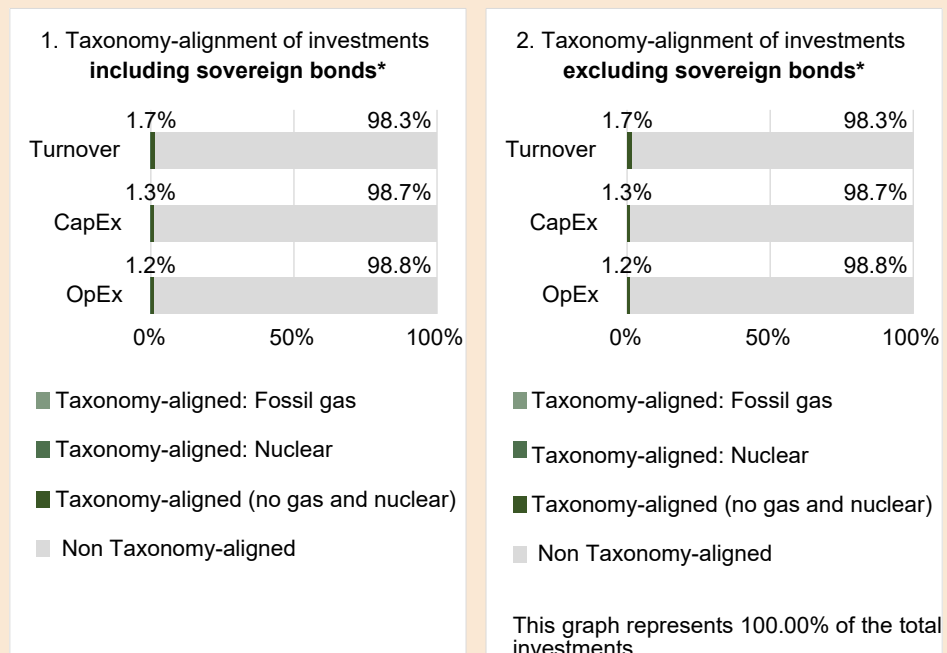 1. Taxonomy-alignment of investments
including sovereign bonds*
1.7% 98.3%
Turnover
1.3% 98.7%
CapEx
1.2% 98.8%
OpEx
0% 50% 100%
Taxonomy-aligned: Fossil gas
Taxonomy-aligned: Nuclear
Taxonomy-aligned (no gas and nuclear)
Non Taxonomy-aligned
2. Taxonomy-alignment of investments
excluding sovereign bonds*
1.7% 98.3%
Turnover
1.3% 98.7%
CapEx
1.2% 98.8%
OpEx
0% 50% 100%
Taxonomy-aligned: Fossil gas
Taxonomy-aligned: Nuclear
Taxonomy-aligned (no gas and nuclear)
Non Taxonomy-aligned
This graph represents 100.00% of the total
investments